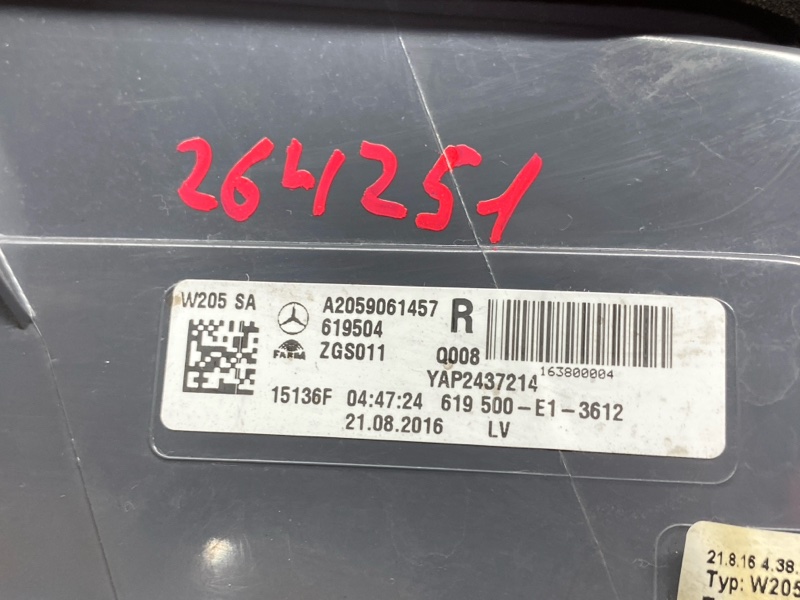 264251
W205 SA
A2059061457 R
619504
FARBA ZGS011 Q008
163800004
YAP2437214
15136F 04:47:24 619 500-E1-3612
21.08.2016 LV
21.8.16 4.38.
Typ: W205